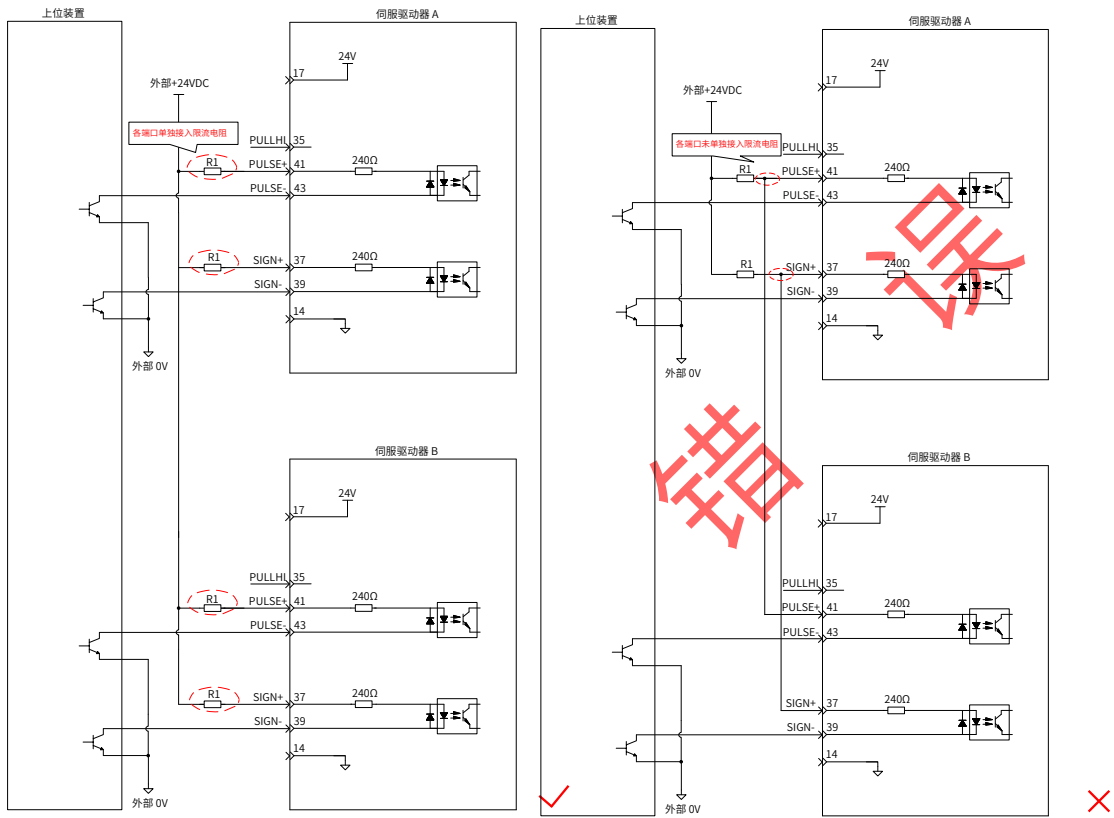 上位装置
伺服驱动器 A
24V
17
外部+24VDC
各端口单独接入限流电阻
PULLHI
35
R1
PULSE+
41
240Ω
PULSE-
43
R1
SIGN+
37
240Ω
SIGN-
39
14
外部 0V
伺服驱动器 B
24V
17
PULLHI
35
R1
PULSE+
41
240Ω
PULSE-
43
R1
SIGN+
37
240Ω
SIGN-
39
14
外部 0V
上位装置
伺服驱动器 A
24V
17
外部+24VDC
各端口未单独接入限流电阻
PULLHI
35
R1
PULSE+
41
240Ω
PULSE-
43
R1
SIGN+
37
240Ω
SIGN-
39
14
外部 0V
错误
伺服驱动器 B
24V
17
PULLHI
35
PULSE+
41
240Ω
PULSE-
43
SIGN+
37
240Ω
SIGN-
39
14
外部 0V